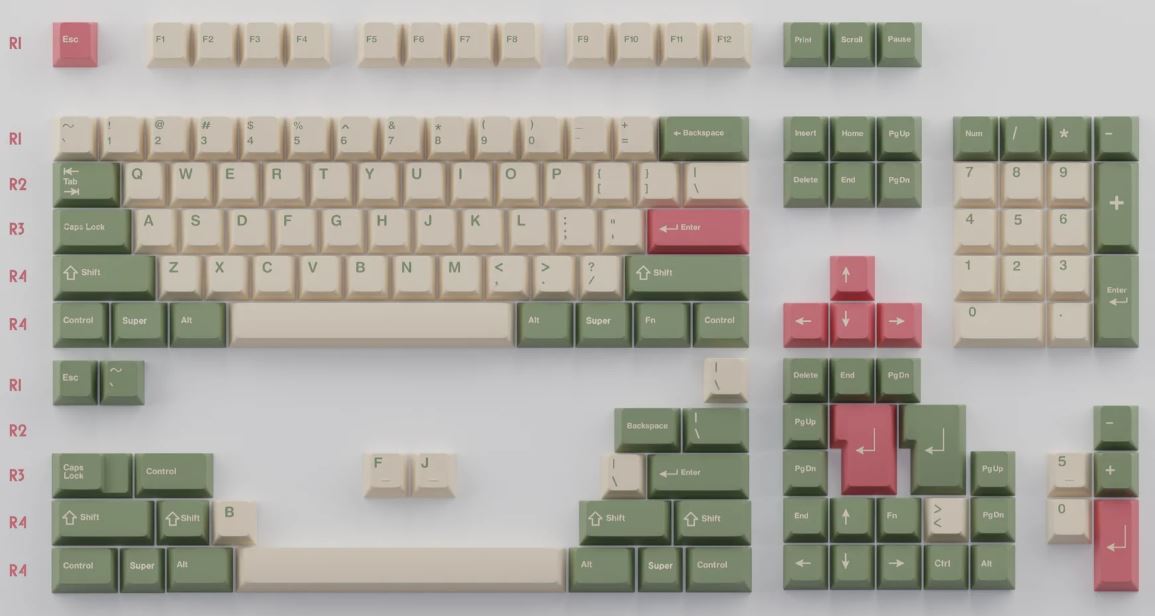 R1 Esc F1 F2 F3 F4 F5 F6 F7 F8 F9 F10 F11 F12 Print Scroll Pause
~ ! @ # $ % ^ & * ( ) _ +
R1 ` 1 2 3 4 5 6 7 8 9 0 - = ← Backspace Insert Home PgUp Num / * -
R2 Tab Q W E R T Y U I O P { [ } ] | \ Delete End PgDn 7 8 9 +
R3 Caps Lock A S D F G H J K L : ; " ' Enter 4 5 6
R4 Shift Z X C V B N M < , > . ? / Shift ↑ 1 2 3 Enter
R4 Control Super Alt Alt Super Fn Control ← ↓ → 0 .
R1 Esc ~ ` | \ Delete End PgDn
R2 Backspace | \ PgUp -
R3 Caps Lock Control F J | \ Enter PgDn PgUp 5 +
R4 Shift Shift B Shift Shift End ↑ Fn > < PgDn 0
R4 Control Super Alt Alt Super Control ← ↓ → Ctrl Alt